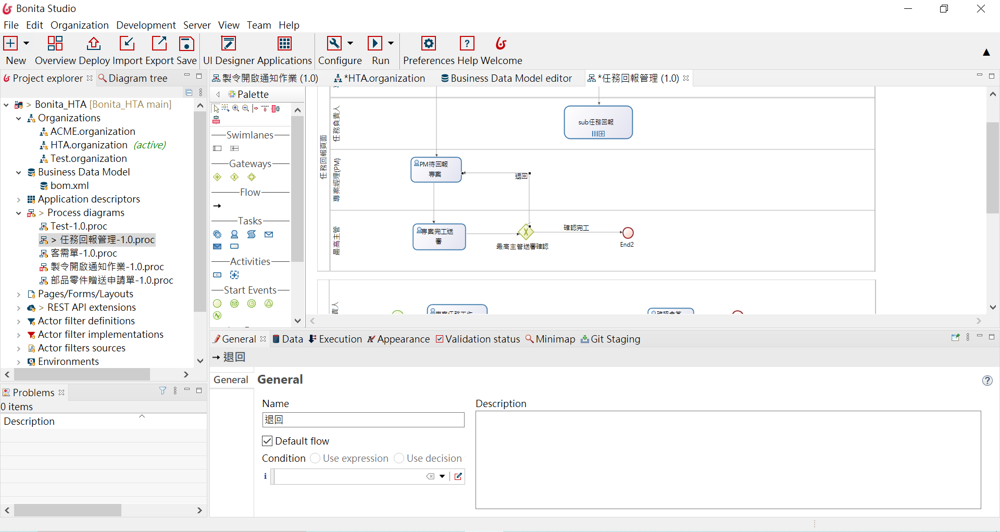 Bonita Studio
File Edit Organization Development Server View Team Help
New Overview Deploy Import Export Save UI Designer Applications Configure Run Preferences Help Welcome
Project explorer
Diagram tree
Bonita_HTA [Bonita_HTA main]
Organizations
ACME.organization
HTA.organization (active)
Test.organization
Business Data Model
bom.xml
Application descriptors
> Process diagrams
Test-1.0.proc
> 任務回報管理-1.0.proc
客需單-1.0.proc
製令開啟通知作業-1.0.proc
部品零件贈送申請單-1.0.proc
Pages/Forms/Layouts
> REST API extensions
Actor filter definitions
Actor filter implementations
Actor filters sources
Environments
Problems
0 items
Description
製令開啟通知作業 (1.0)
*HTA.organization
Business Data Model editor
*任務回報管理 (1.0)
Palette
Swimlanes
Gateways
Flow
Tasks
Activities
Start Events
任務回報頁面
任務負責人
sub任務回報
專案經理(PM)
PM待回報
專案
退回
最高主管
專案完工送
審
最高主管送審確認
確認完工
End2
General Data Execution Appearance Validation status Minimap Git Staging
退回
General
General
Name
退回
Default flow
Condition Use expression Use decision
Description